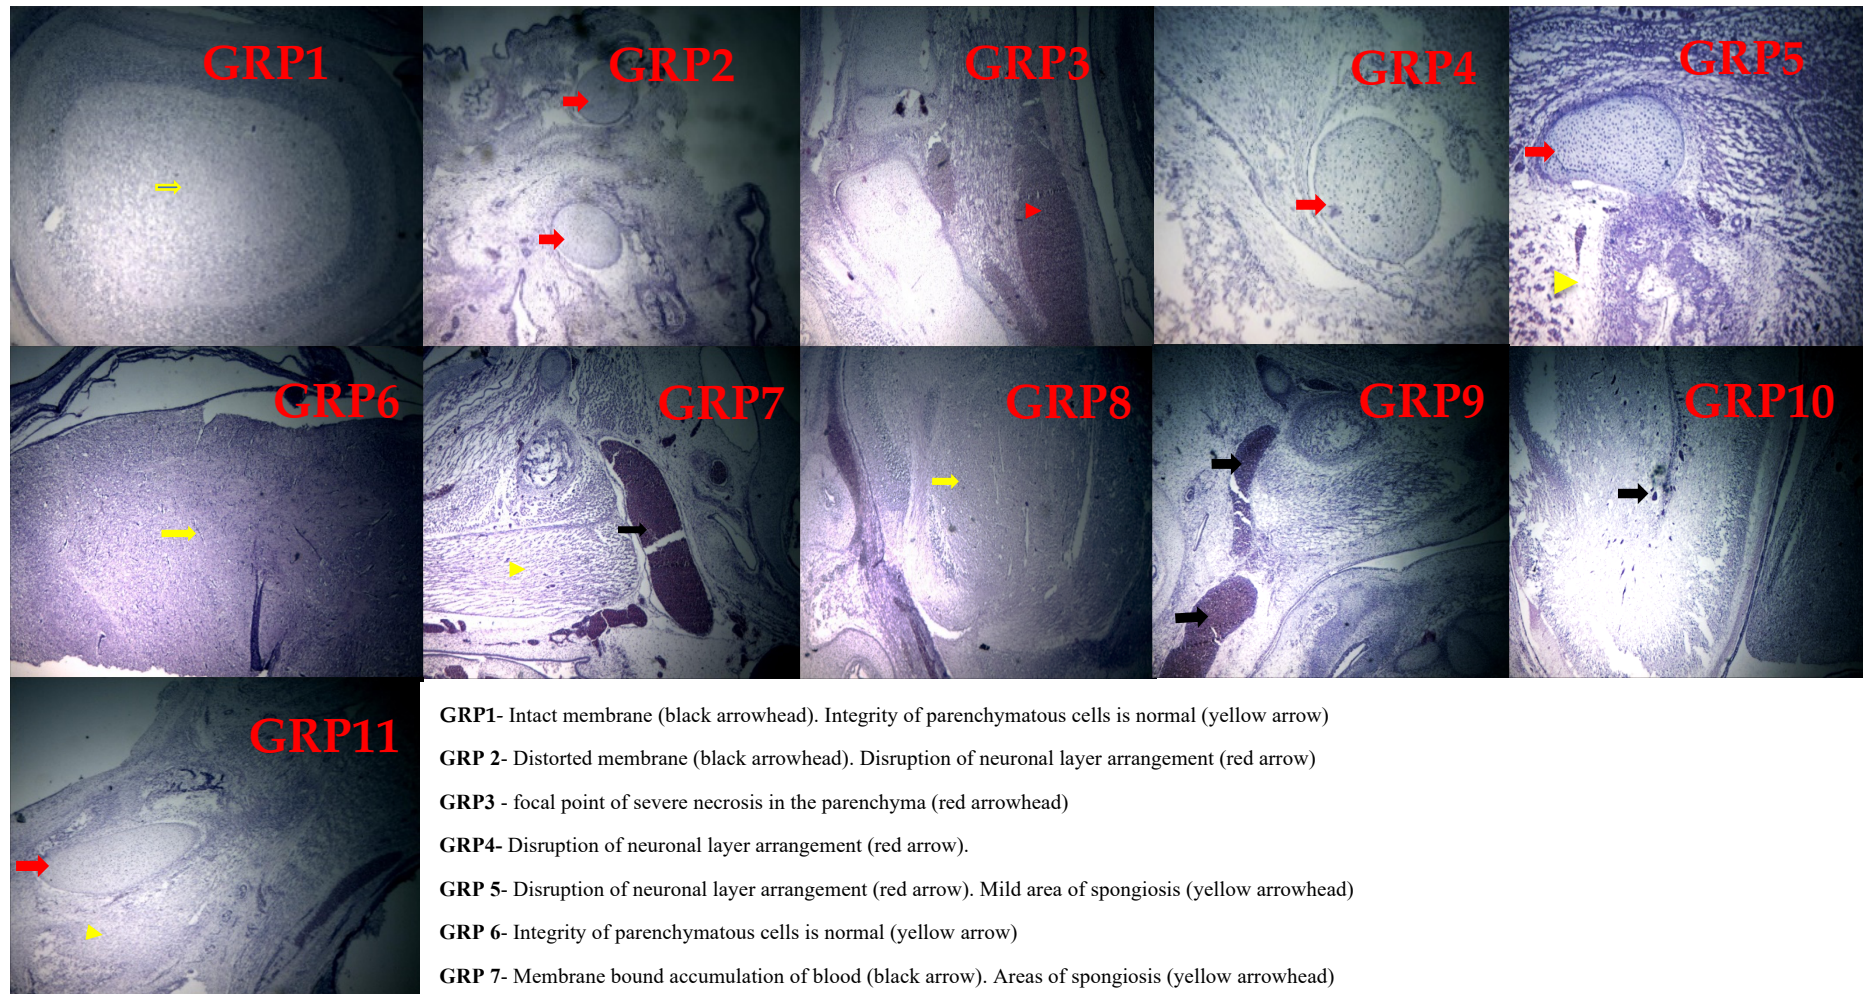 GRP1
GRP2
GRP3
GRP4
GRP5
GRP6
GRP7
GRP8
GRP9
GRP10
GRP11
GRP1- Intact membrane (black arrowhead). Integrity of parenchymatous cells is normal (yellow arrow)
GRP 2- Distorted membrane (black arrowhead). Disruption of neuronal layer arrangement (red arrow)
GRP3 - focal point of severe necrosis in the parenchyma (red arrowhead)
GRP4- Disruption of neuronal layer arrangement (red arrow).
GRP 5- Disruption of neuronal layer arrangement (red arrow). Mild area of spongiosis (yellow arrowhead)
GRP 6- Integrity of parenchymatous cells is normal (yellow arrow)
GRP 7- Membrane bound accumulation of blood (black arrow). Areas of spongiosis (yellow arrowhead)